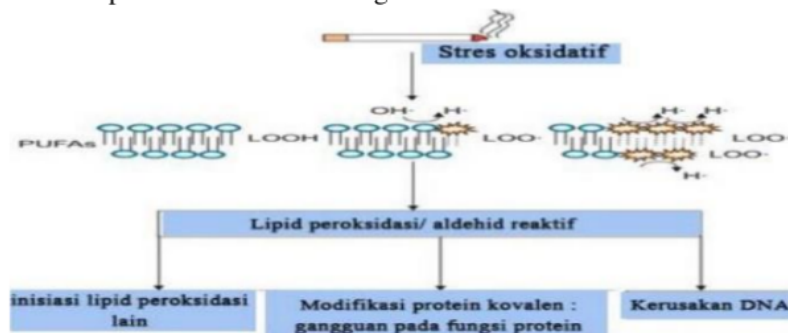 Stres oksidatif
OH· H·
H· H·
PUFAs LOOH LOO· LOO·
LOO·
H·
Lipid peroksidasi/ aldehid reaktif
inisiasi lipid peroksidasi
lain
Modifikasi protein kovalen :
gangguan pada fungsi protein
Kerusakan DNA